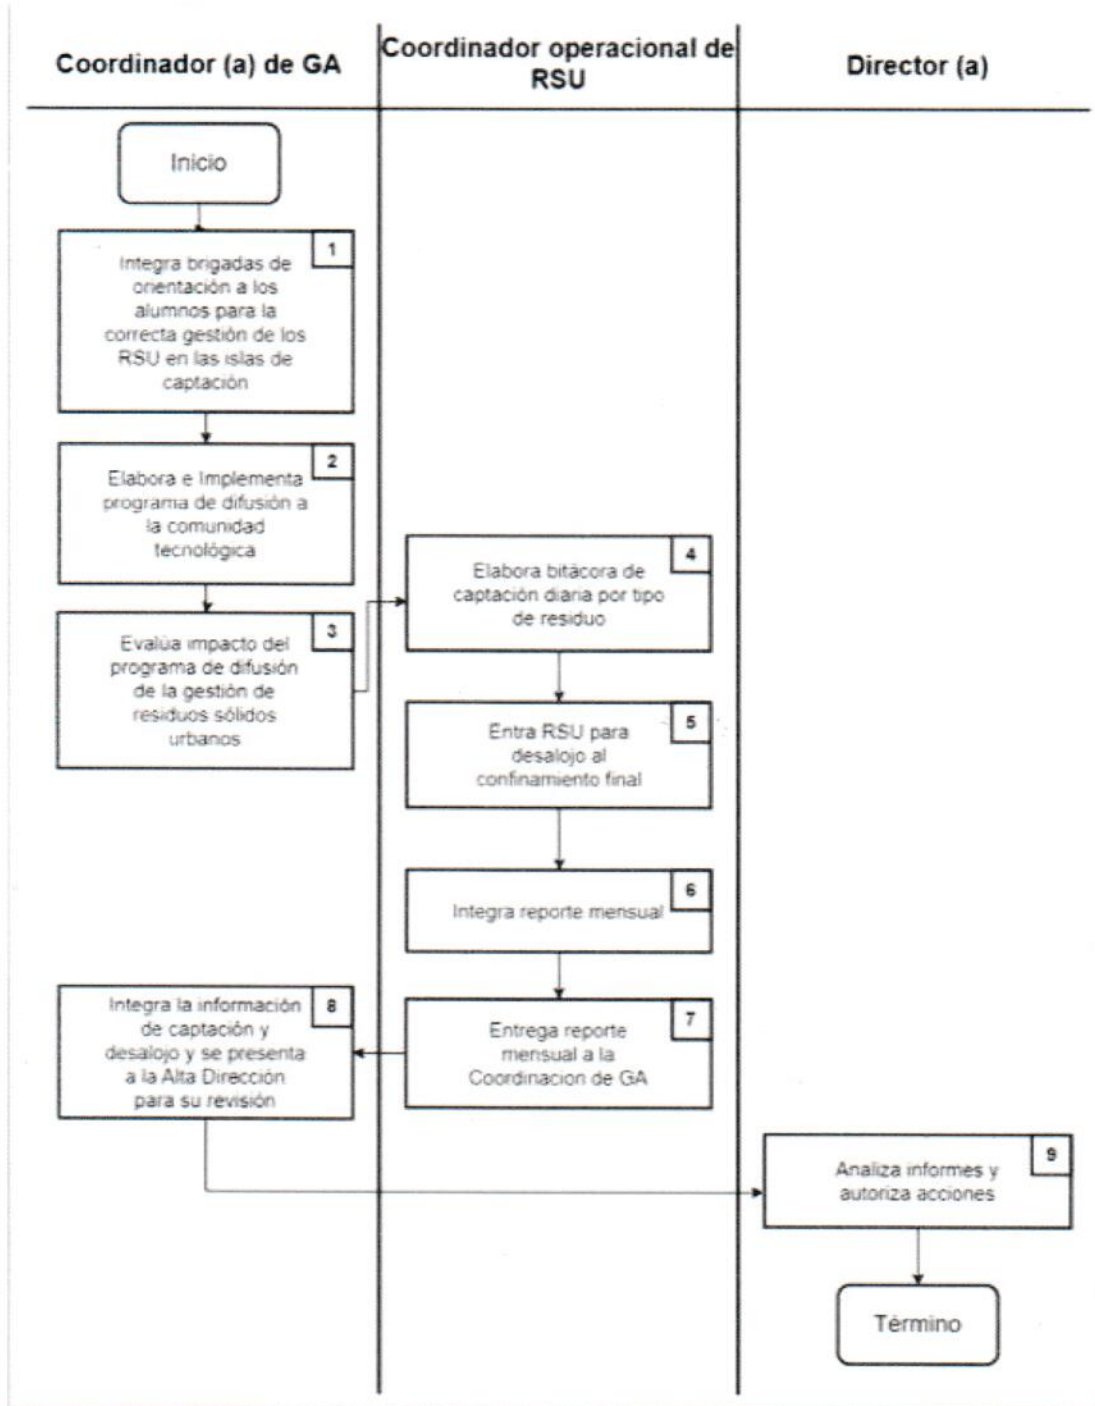 Coordinador (a) de GA
Coordinador operacional de
RSU
Director (a)
Inicio
1
Integra brigadas de
orientación a los
alumnos para la
correcta gestión de los
RSU en las islas de
captación
2
Elabora e Implementa
programa de difusión a
la comunidad
tecnológica
3
Evalúa impacto del
programa de difusión
de la gestión de
residuos sólidos
urbanos
4
Elabora bitácora de
captación diaria por tipo
de residuo
5
Entra RSU para
desalojo al
confinamiento final
6
Integra reporte mensual
7
Entrega reporte
mensual a la
Coordinacion de GA
8
Integra la información
de captación y
desalojo y se presenta
a la Alta Dirección
para su revisión
9
Analiza informes y
autoriza acciones
Término